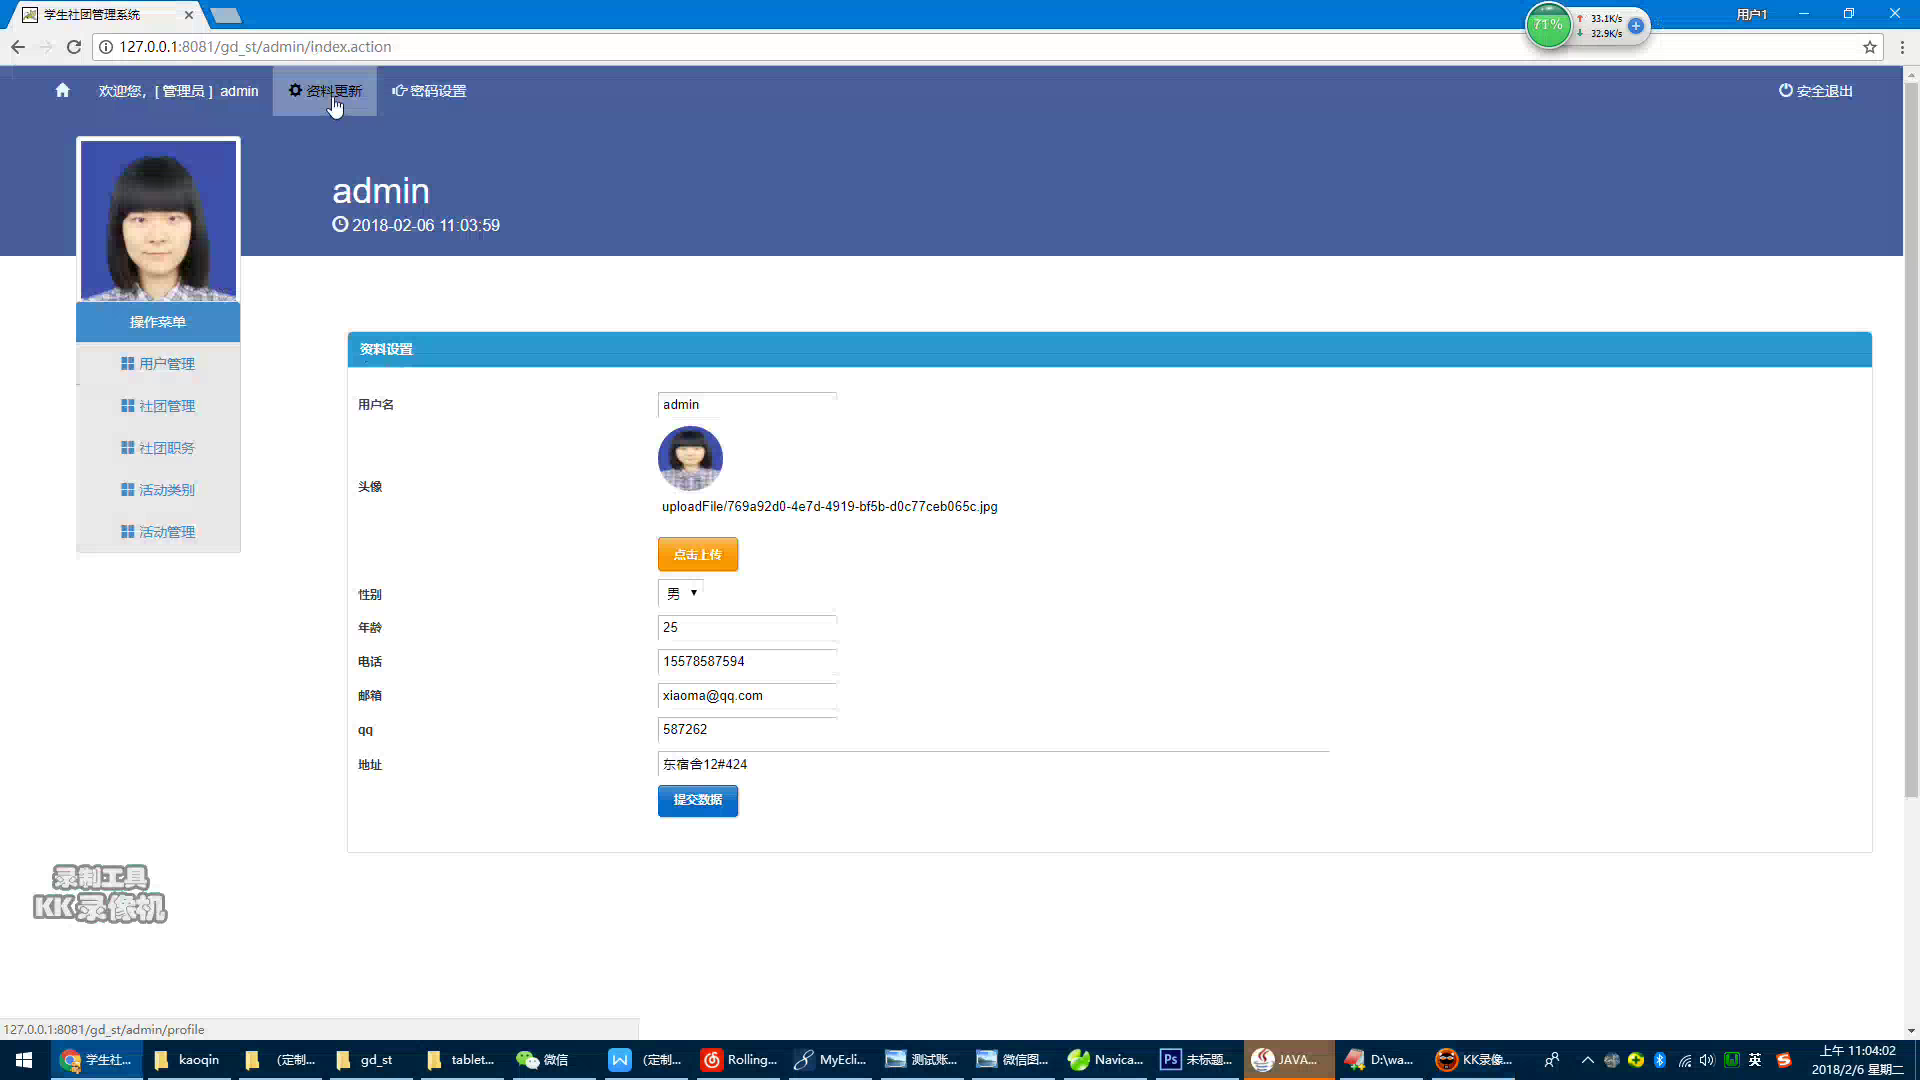 学生社团管理系统
用户1
71%
33.1K/s
32.9K/s
127.0.0.1:8081/gd_st/admin/index.action
欢迎您， [ 管理员 ] admin
资料更新
密码设置
安全退出
admin
2018-02-06 11:03:59
操作菜单
用户管理
社团管理
社团职务
活动类别
活动管理
资料设置
用户名
admin
头像
uploadFile/769a92d0-4e7d-4919-bf5b-d0c77ceb065c.jpg
点击上传
性别
男
年龄
25
电话
15578587594
邮箱
xiaoma@qq.com
qq
587262
地址
东宿舍12#424
提交数据
录制工具
KK录像机
127.0.0.1:8081/gd_st/admin/profile
学生社...
kaoqin
(定制...
gd_st
tablet...
微信
(定制...
Rolling...
MyEcli...
测试账...
微信图...
Navica...
Ps
未标题...
JAVA...
D:\wa...
KK录像...
英
上午 11:04:02
2018/2/6 星期二